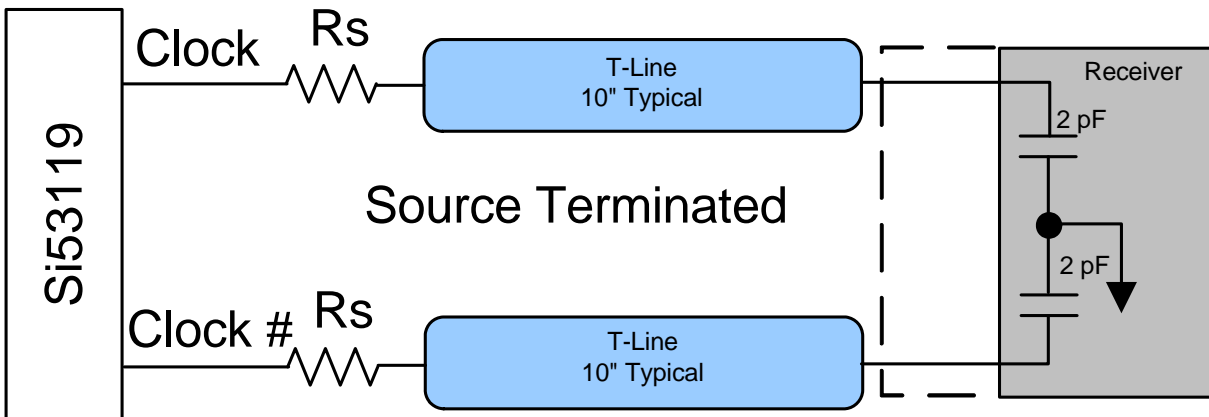 Si53119
Clock
Rs
T-Line
10" Typical
Receiver
2 pF
Source Terminated
2 pF
Clock #
Rs
T-Line
10" Typical